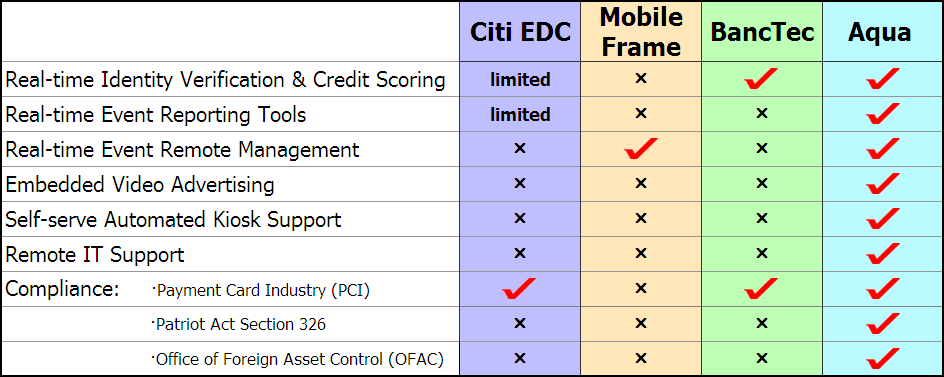 Citi EDC Mobile Frame BancTec Aqua
Real-time Identity Verification & Credit Scoring limited × ✓ ✓
Real-time Event Reporting Tools limited × × ✓
Real-time Event Remote Management × ✓ × ✓
Embedded Video Advertising × × × ✓
Self-serve Automated Kiosk Support × × × ✓
Remote IT Support × × × ✓
Compliance: ·Payment Card Industry (PCI) ✓ × ✓ ✓
·Patriot Act Section 326 × × × ✓
·Office of Foreign Asset Control (OFAC) × × × ✓